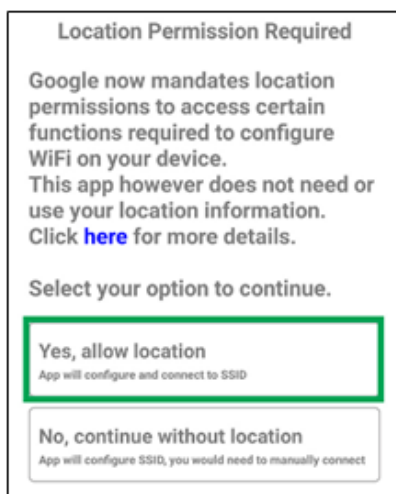 Location Permission Required
Google now mandates location
permissions to access certain
functions required to configure
WiFi on your device.
This app however does not need or
use your location information.
Click here for more details.
Select your option to continue.
Yes, allow location
App will configure and connect to SSID
No, continue without location
App will configure SSID, you would need to manually connect